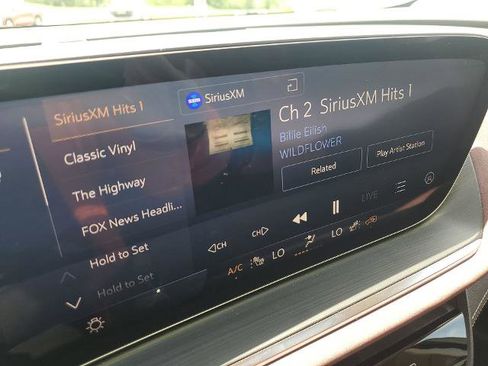 SiriusXM Hits 1
Classic Vinyl
The Highway
FOX News Headli...
Hold to Set
Hold to Set
SiriusXM
Ch 2 SiriusXM Hits 1
Billie Eilish
WILDFLOWER
Related
Play Artist Station
CH
CH
LIVE
A/C
LO
LO